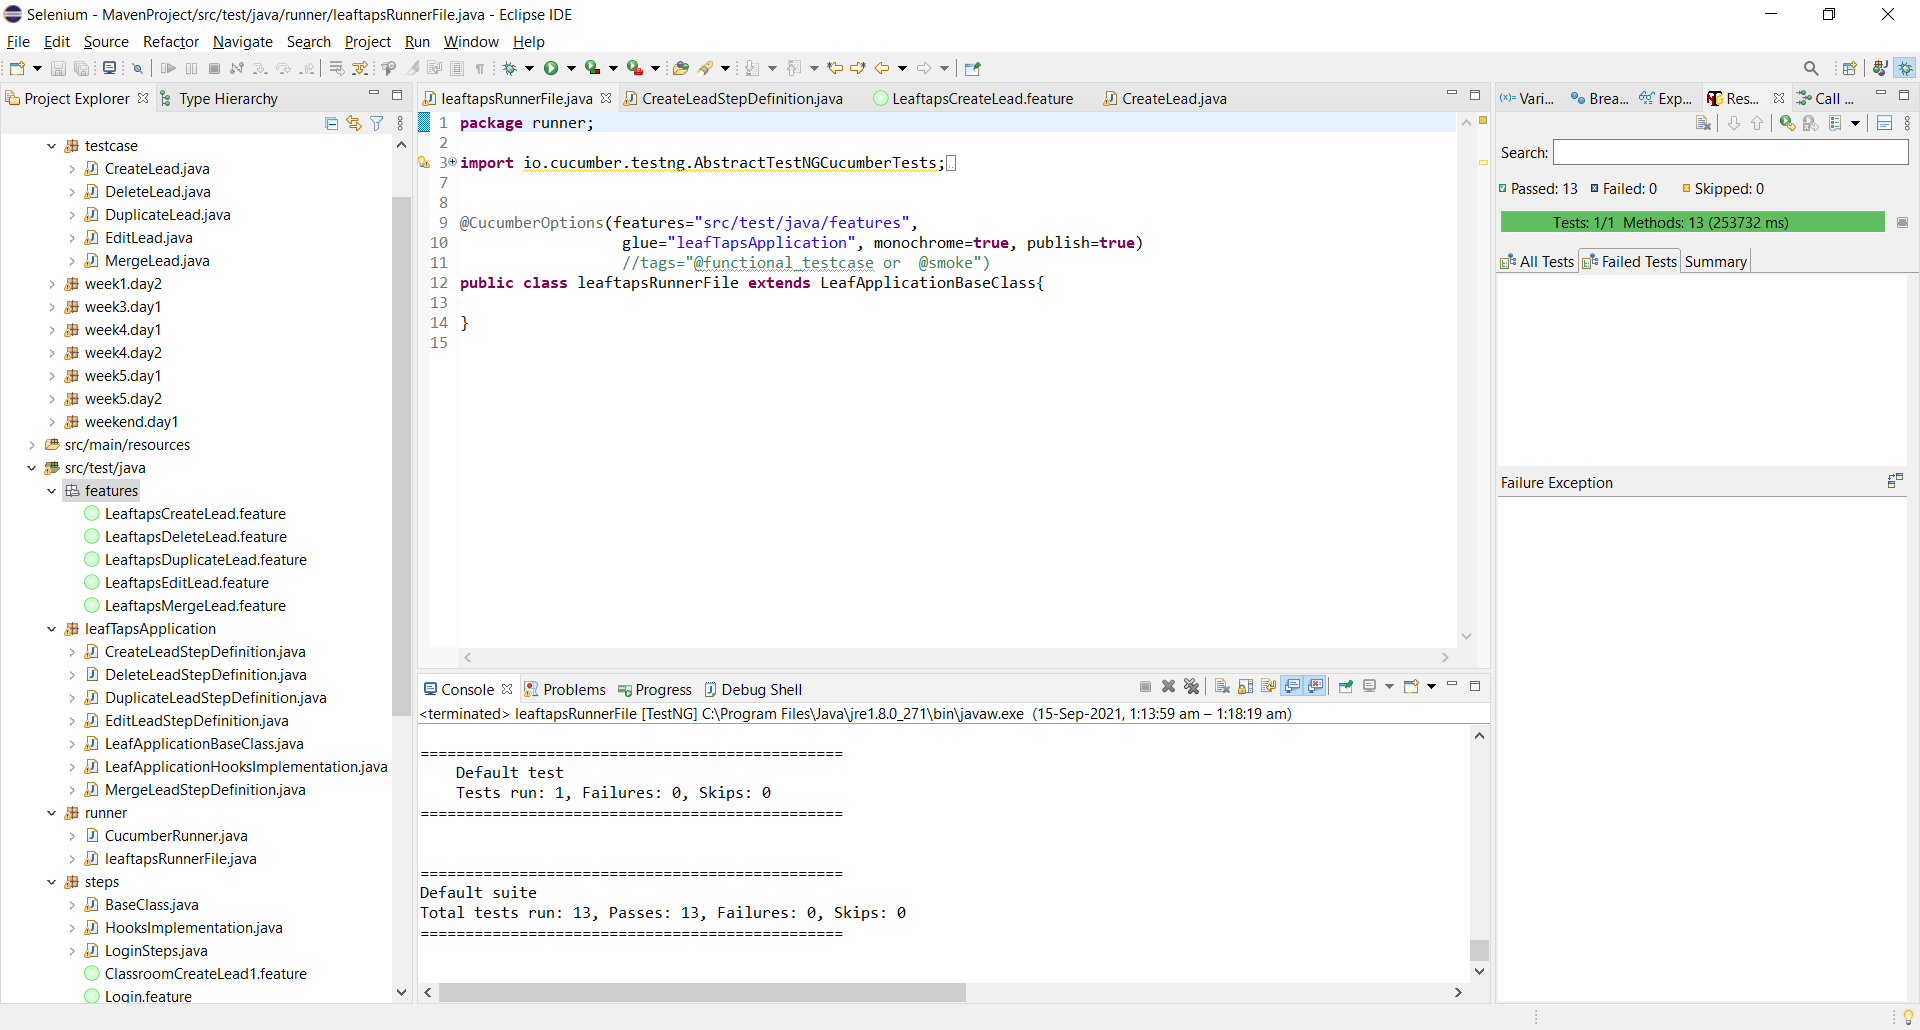 Selenium - MavenProject/src/test/java/runner/leaftapsRunnerFile.java - Eclipse IDE
File Edit Source Refactor Navigate Search Project Run Window Help
Project Explorer
Type Hierarchy
testcase
CreateLead.java
DeleteLead.java
DuplicateLead.java
EditLead.java
MergeLead.java
week1.day2
week3.day1
week4.day1
week4.day2
week5.day1
week5.day2
weekend.day1
src/main/resources
src/test/java
features
LeaftapsCreateLead.feature
LeaftapsDeleteLead.feature
LeaftapsDuplicateLead.feature
LeaftapsEditLead.feature
LeaftapsMergeLead.feature
leafTapsApplication
CreateLeadStepDefinition.java
DeleteLeadStepDefinition.java
DuplicateLeadStepDefinition.java
EditLeadStepDefinition.java
LeafApplicationBaseClass.java
LeafApplicationHooksImplementation.java
MergeLeadStepDefinition.java
runner
CucumberRunner.java
leaftapsRunnerFile.java
steps
BaseClass.java
HooksImplementation.java
LoginSteps.java
ClassroomCreateLead1.feature
Login.feature
leaftapsRunnerFile.java CreateLeadStepDefinition.java LeaftapsCreateLead.feature CreateLead.java
1 package runner;
2
3 import io.cucumber.testng.AbstractTestNGCucumberTests;
7
8
9 @CucumberOptions(features="src/test/java/features",
10 glue="leafTapsApplication", monochrome=true, publish=true)
11 //tags="@functional_testcase or  @smoke")
12 public class leaftapsRunnerFile extends LeafApplicationBaseClass{
13
14 }
15
Console Problems Progress Debug Shell
<terminated> leaftapsRunnerFile [TestNG] C:\Program Files\Java\jre1.8.0_271\bin\javaw.exe (15-Sep-2021, 1:13:59 am – 1:18:19 am)
===============================================
Default test
Tests run: 1, Failures: 0, Skips: 0
===============================================
===============================================
Default suite
Total tests run: 13, Passes: 13, Failures: 0, Skips: 0
===============================================
(x)= Vari... Brea... Exp... Res... Call ...
Search:
Passed: 13 Failed: 0 Skipped: 0
Tests: 1/1 Methods: 13 (253732 ms)
All Tests Failed Tests Summary
Failure Exception